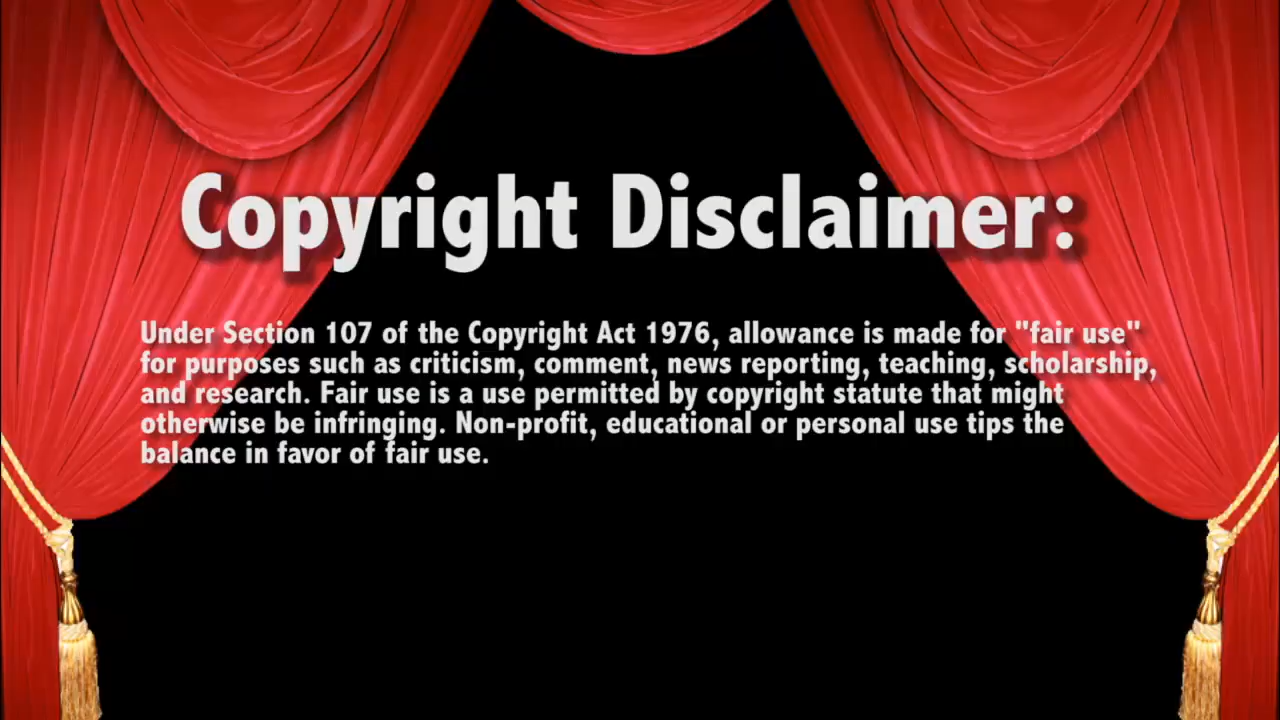 Copyright Disclaimer:
Under Section 107 of the Copyright Act 1976, allowance is made for "fair use"
for purposes such as criticism, comment, news reporting, teaching, scholarship,
and research. Fair use is a use permitted by copyright statute that might
otherwise be infringing. Non-profit, educational or personal use tips the
balance in favor of fair use.